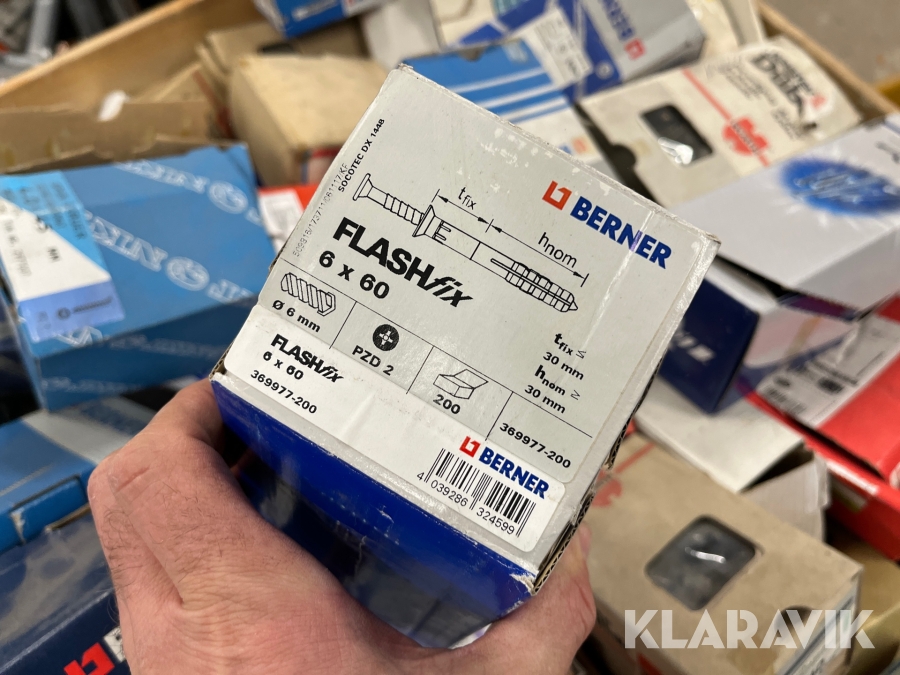 BERNER
SOCOTEC DX 1448
tfix
hnom
FLASHfix
6 x 60
Ø 6 mm
PZD 2
200
tfix ≤
30 mm
hnom ≥
30 mm
369977-200
FLASHfix
6 x 60
369977-200
BERNER
4 039286 324599
KLARAVIK